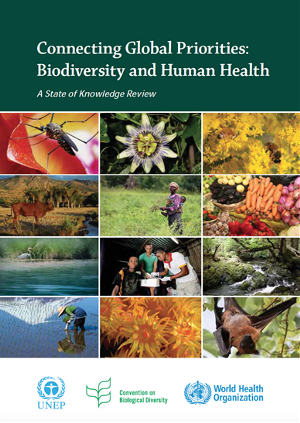 Connecting Global Priorities:
Biodiversity and Human Health
A State of Knowledge Review
UNEP
Convention on
Biological Diversity
World Health
Organization